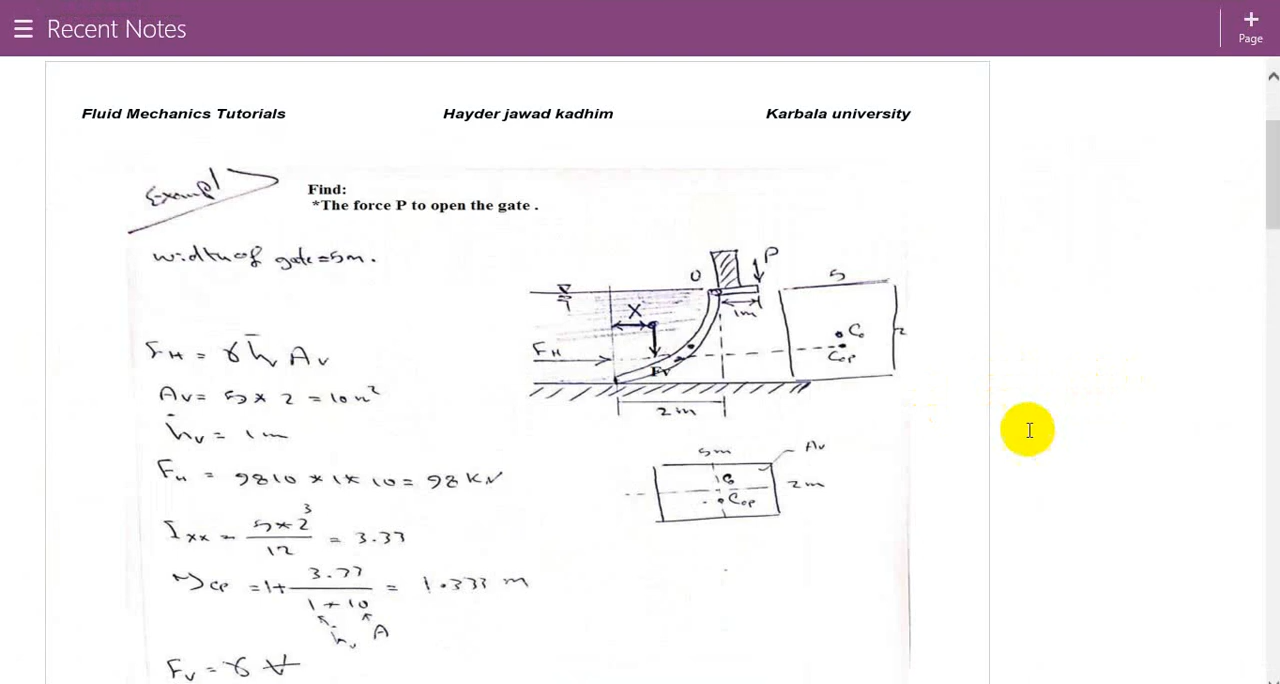 Recent Notes
Page
Fluid Mechanics Tutorials Hayder jawad kadhim Karbala university
Exampl
Find:
*The force P to open the gate .
width of gate = 5m.
O
P
5
X
1m
C
2
FH
Cop
Fv
2m
FH = γ h̄ Av
Av = 5 * 2 = 10 m²
h̄v = 1 m
5m
Av
FH = 9810 * 1 * 10 = 98 KN
G
2m
Cop
Ixx = 5*2³ / 12 = 3.33
ycp = 1 + 3.33 / 1 * 10 = 1.333 m
h̄v A
Fv = γ ∀